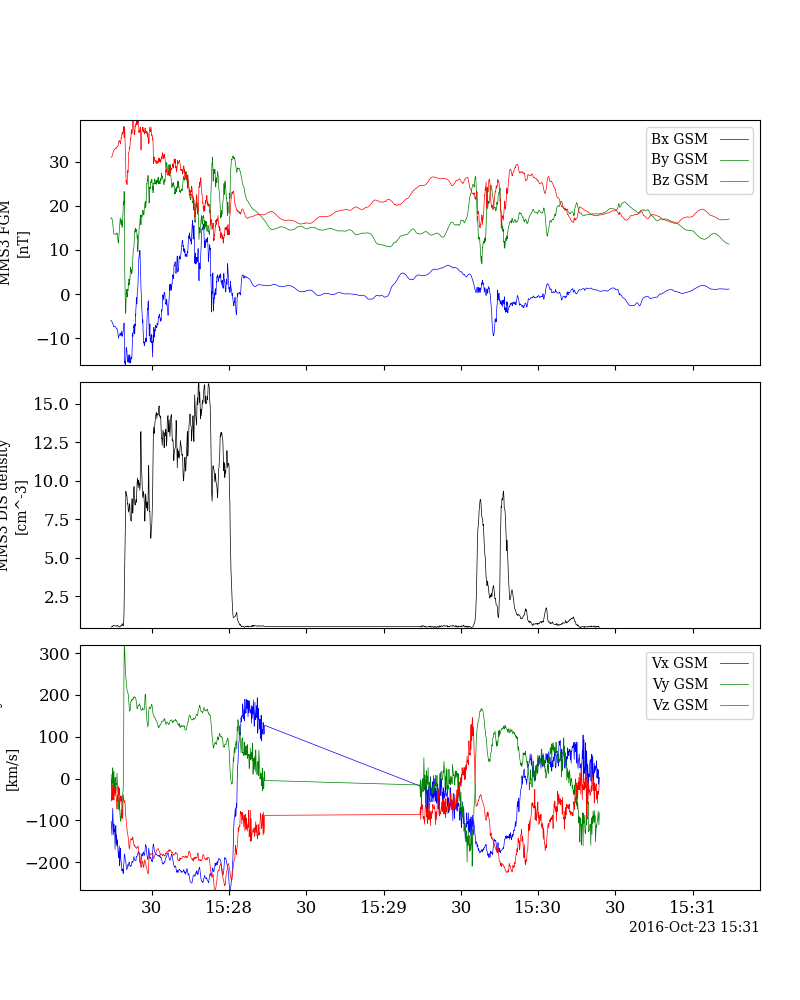 MMS3 FGM
[nT]
30
20
10
0
−10
Bx GSM
By GSM
Bz GSM
MMS3 DIS density
[cm^-3]
15.0
12.5
10.0
7.5
5.0
2.5
[km/s]
300
200
100
0
−100
−200
Vx GSM
Vy GSM
Vz GSM
30
15:28
30
15:29
30
15:30
30
15:31
2016-Oct-23 15:31